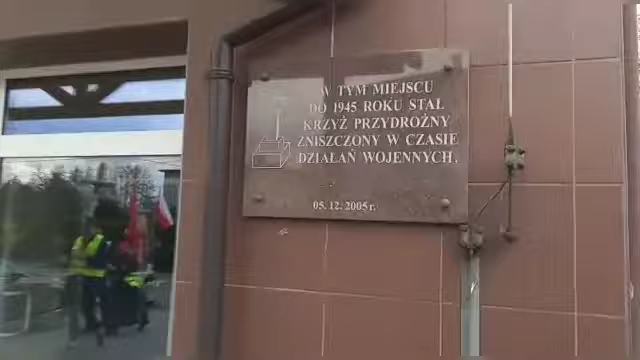 W TYM MIEJSCU
DO 1945 ROKU STAŁ
KRZYŻ PRZYDROŻNY
ZNISZCZONY W CZASIE
DZIAŁAŃ WOJENNYCH.
05. 12. 2005 r.